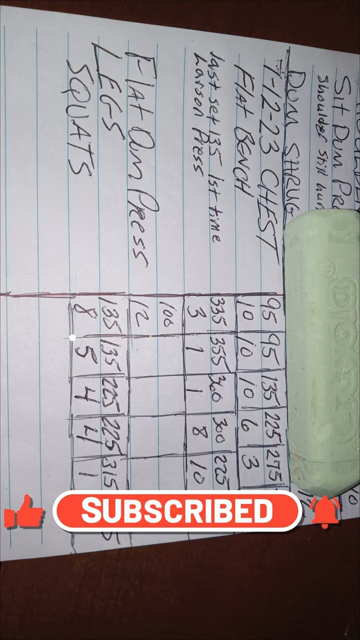 Sit Dum Pr
Shoulder still hur
Dum Shrug
7-12-23 CHEST 95 95 135 225 275
Flat Bench 10 10 10 6 3
last set 135 1st time 335 355 360 300 225
Larson Press 3 1 1 8 10
100
Flat Dum Press 12
LEGS 135 135 225 225 315
SQUATS 8 5 4 4 1
SUBSCRIBED